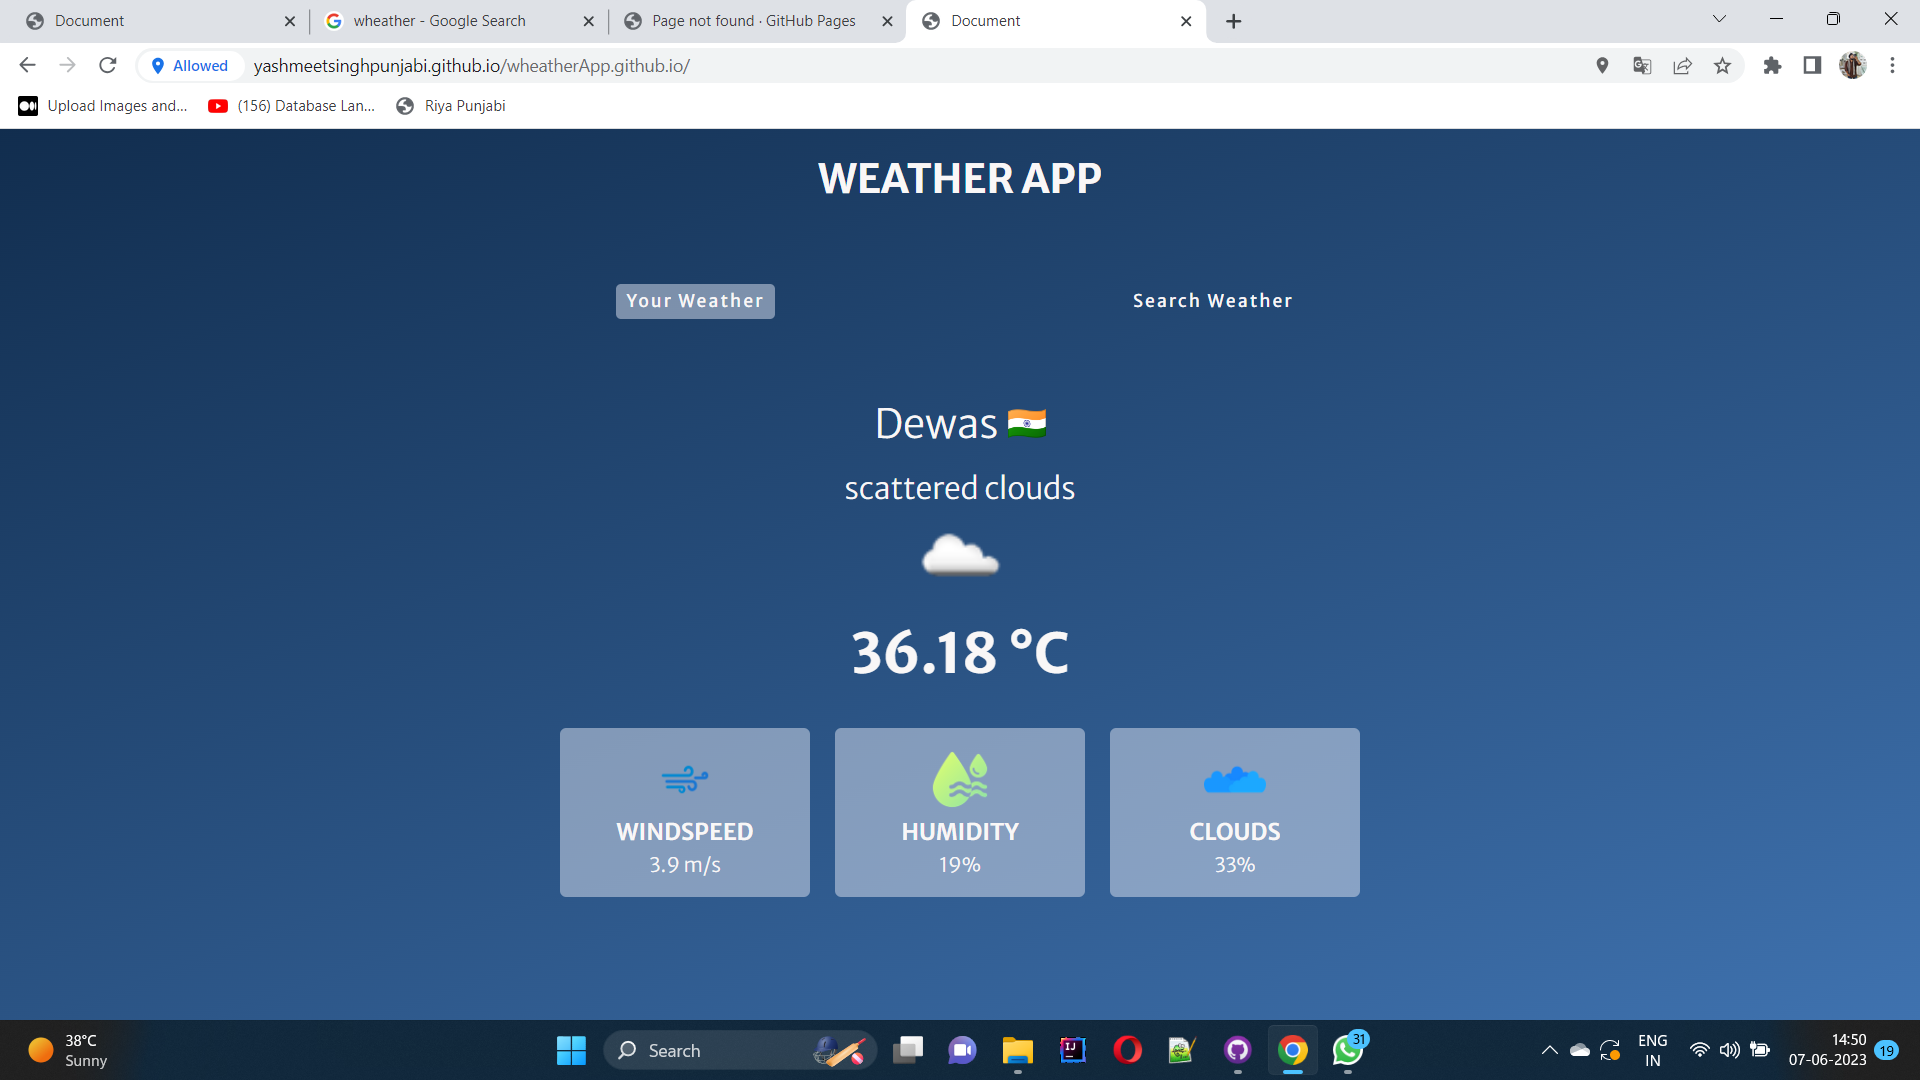 Document
wheather - Google Search
Page not found · GitHub Pages
Document
Allowed
yashmeetsinghpunjabi.github.io/wheatherApp.github.io/
Upload Images and...
(156) Database Lan...
Riya Punjabi
WEATHER APP
Your Weather
Search Weather
Dewas
scattered clouds
36.18 °C
WINDSPEED
3.9 m/s
HUMIDITY
19%
CLOUDS
33%
38°C
Sunny
Search
IJ
31
ENG
IN
14:50
07-06-2023
19